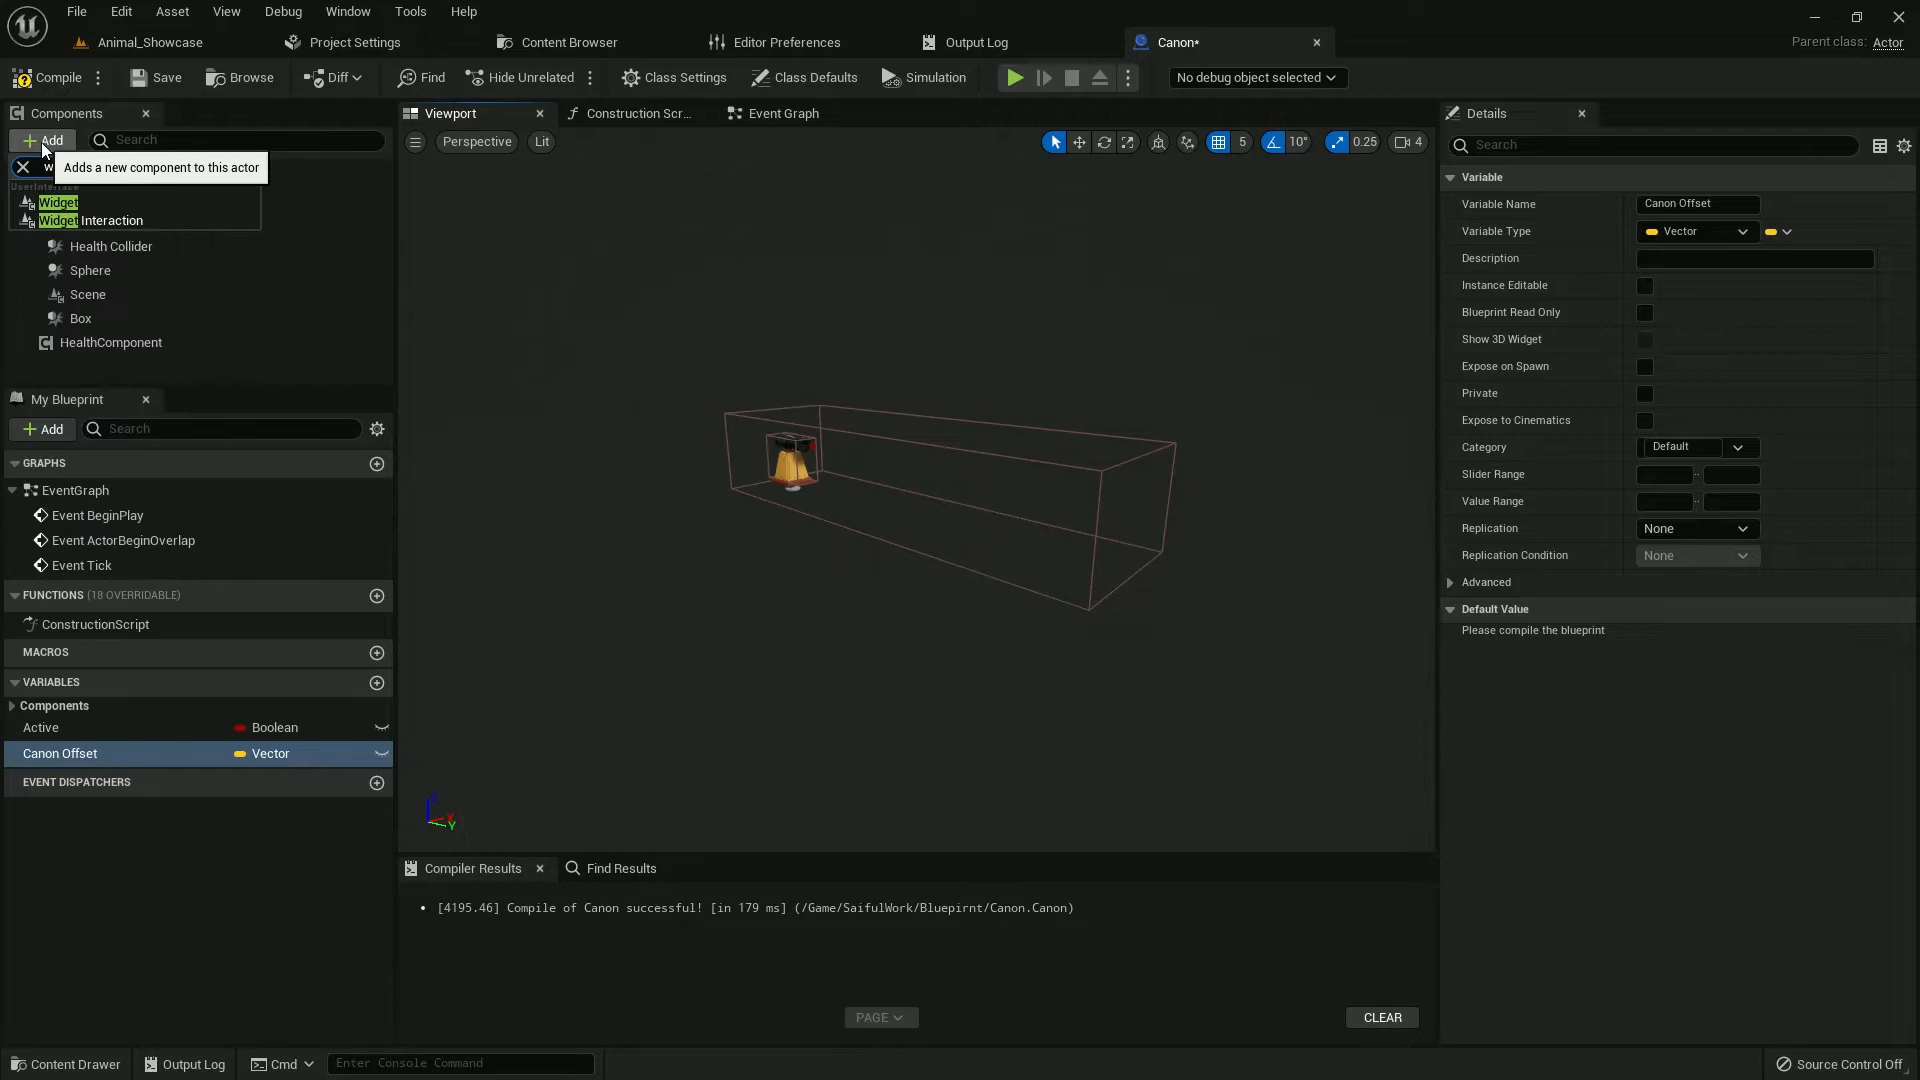 File Edit Asset View Debug Window Tools Help
Animal_Showcase Project Settings Content Browser Editor Preferences Output Log Canon* Parent class: Actor
Compile Save Browse Diff Find Hide Unrelated Class Settings Class Defaults Simulation No debug object selected
Components
Add Search
w
Adds a new component to this actor
UserInterface
Widget
Widget Interaction
Health Collider
Sphere
Scene
Box
HealthComponent
My Blueprint
Add Search
GRAPHS
EventGraph
Event BeginPlay
Event ActorBeginOverlap
Event Tick
FUNCTIONS (18 OVERRIDABLE)
ConstructionScript
MACROS
VARIABLES
Components
Active Boolean
Canon Offset Vector
EVENT DISPATCHERS
Viewport Construction Scr... Event Graph
Perspective Lit 5 10° 0.25 4
Z X Y
Compiler Results Find Results
• [4195.46] Compile of Canon successful! [in 179 ms] (/Game/SaifulWork/Bluepirnt/Canon.Canon)
PAGE CLEAR
Details
Search
Variable
Variable Name Canon Offset
Variable Type Vector
Description
Instance Editable
Blueprint Read Only
Show 3D Widget
Expose on Spawn
Private
Expose to Cinematics
Category Default
Slider Range
Value Range
Replication None
Replication Condition None
Advanced
Default Value
Please compile the blueprint
Content Drawer Output Log Cmd Enter Console Command Source Control Off